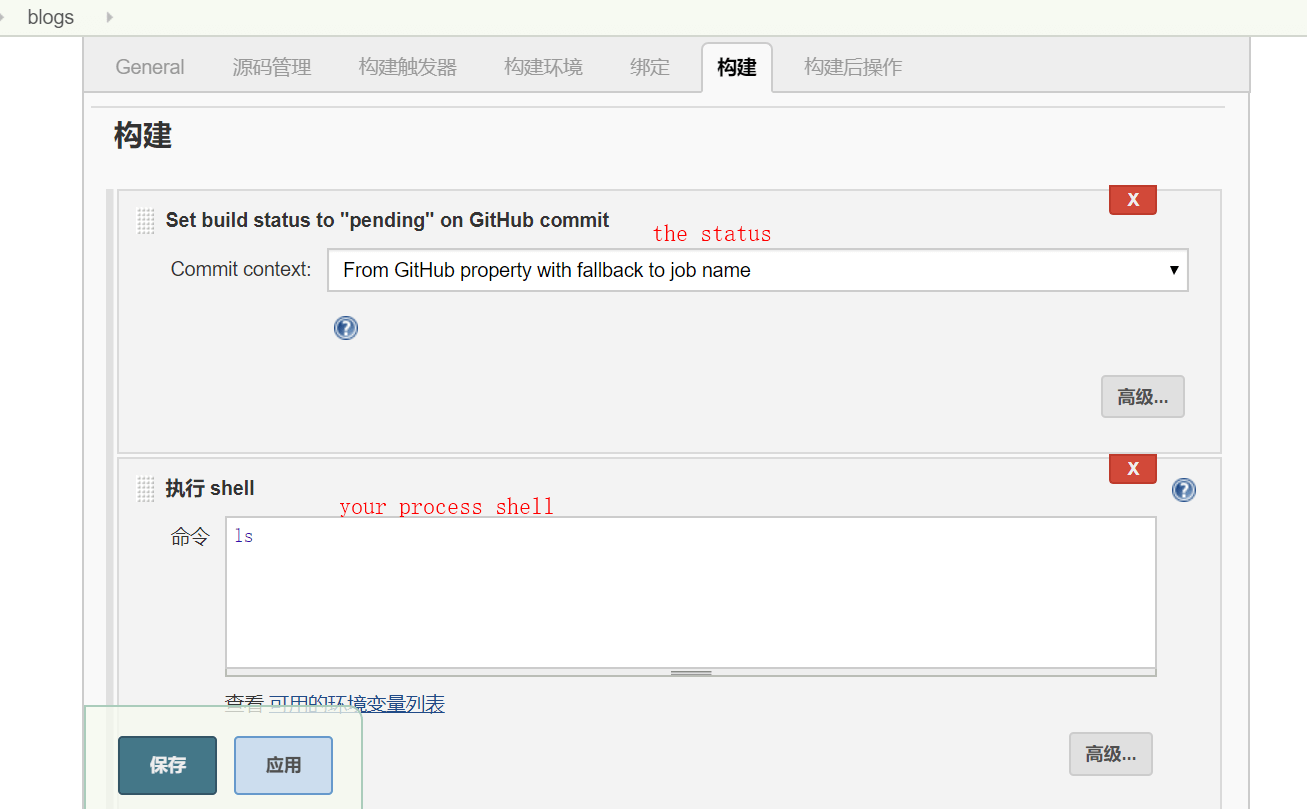 blogs
General 源码管理 构建触发器 构建环境 绑定 构建 构建后操作
构建
X
Set build status to "pending" on GitHub commit
the status
Commit context: From GitHub property with fallback to job name
?
高级...
X
执行 shell
?
your process shell
命令 ls
查看 可用的环境变量列表
保存 应用 高级...